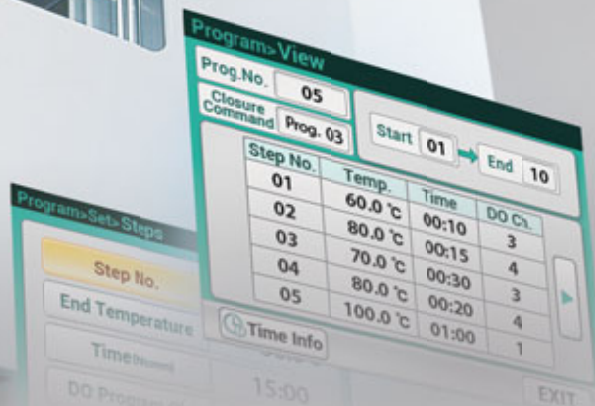 Program>View
Prog.No. 05
Closure Command Prog. 03
Start 01 End 10
Step No. Temp. Time DO Ch.
01 60.0 ℃ 00:10 3
02 80.0 ℃ 00:15 4
03 70.0 ℃ 00:30 3
04 80.0 ℃ 00:20 4
05 100.0 ℃ 01:00 1
Time Info
EXIT
Program>Set>Steps
Step No.
End Temperature
Time
15:00
DO Program